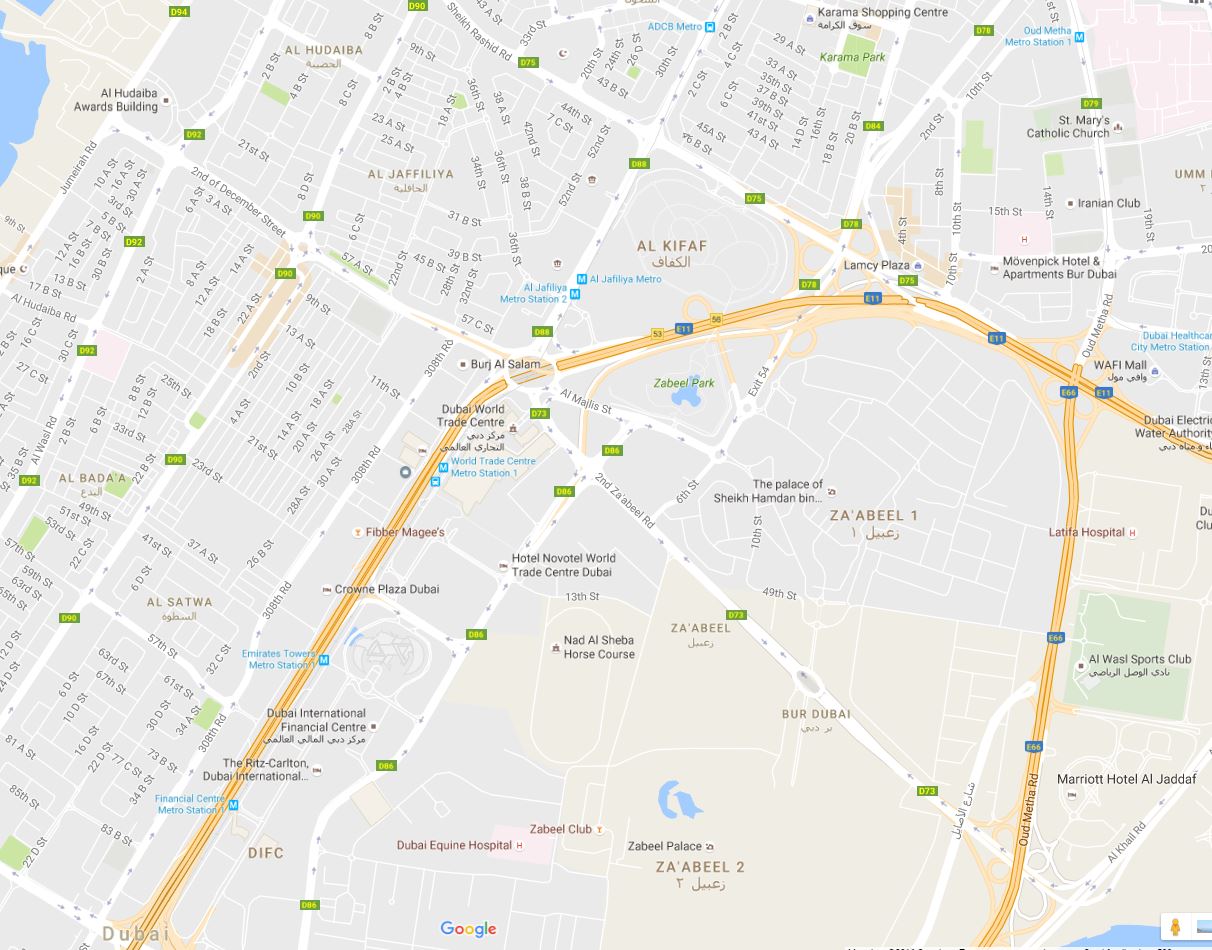 D94
D90
Karama Shopping Centre
سوق الكرامة
ADCB Metro
D78
Oud Metha
Metro Station 1
33rd St
Sheikh Rashid Rd
AL HUDAIBA
الحضيبة
9th St
D75
20th St
24th St
26 D St
30th St
2 B St
4 C St
2 C St
6 C St
29 A St
33 A St
35th St
37 B St
39th St
41st St
43 A St
Karama Park
10th St
D79
Al Hudaiba
Awards Building
2 B St
4 B St
8 C St
2 B St
4 B St
18 A St
36th St
38 A St
43 B St
44th St
7 C St
42nd St
52nd St
45A St
14 D St
16th St
18 B St
20 B St
D84
2nd St
St. Mary's
Catholic Church
D92
23 A St
25 A St
21st St
AL JAFFILIYA
الجافلية
34th St
38 B St
52nd St
D88
D75
8th St
14th St
Jumeirah Rd
10 A St
16 A St
30 A St
3rd St
5 B St
7 B St
2nd of December Street
6 A St
3 A St
8 D St
D90
6 C St
31 B St
36th St
AL KIFAF
الكفاف
D78
4th St
10th St
15th St
Iranian Club
19th St
9th St
D92
12 A St
13 B St
17 B St
30 B St
14 A St
57 A St
22nd St
45 B St
39 B St
28th St
32nd St
Al Jafiliya Metro
Al Jafiliya
Metro Station 2
Lamcy Plaza
D75
D78
10th St
Mövenpick Hotel &
Apartments Bur Dubai
D90
8 A St
12 A St
18 B St
22 A St
Al Hudaiba Rd
16 C St
30 C St
D92
13 A St
57 C St
308th Rd
D88
53
E11
56
E11
E11
Oud Metha Rd
Dubai Healthcar
City Metro Station
27 C St
25th St
2nd St
10 B St
11th St
Burj Al Salam
Zabeel Park
Exit 54
WAFI Mall
وافي مول
E66
E11
13th St
8 B St
12 B St
4 A St
14 A St
18 A St
20 A St
26 A St
28A St
Al Majlis St
D73
Dubai World
Trade Centre
مركز دبي
التجاري العالمي
Dubai Electric
Water Authority
Al Wasl Rd
2 B St
33rd St
35 B St
D90
23rd St
308th Rd
World Trade Centre
Metro Station 1
D86
D86
2nd Za'abeel Rd
6th St
10th St
The palace of
Sheikh Hamdan bin...
ZA'ABEEL 1
زعبيل ١
D92
AL BADA'A
البدع
49th St
51st St
53rd St
28A St
30 A St
57th St
22 C St
41st St
37 A St
26 B St
Fibber Magee's
Latifa Hospital
59th St
63rd St
65th St
6 D St
308th Rd
Crowne Plaza Dubai
Hotel Novotel World
Trade Centre Dubai
13th St
49th St
AL SATWA
السطوة
D90
D73
12 D St
57th St
32 C St
D86
Nad Al Sheba
Horse Course
ZA'ABEEL
زعبيل
E66
Emirates Towers
Metro Station 1
Al Wasl Sports Club
نادي الوصل الرياضي
24 D St
63rd St
67th St
61st St
6 D St
10 D St
30 D St
34 A St
308th Rd
Dubai International
Financial Centre
مركز دبي المالي العالمي
BUR DUBAI
بر دبي
E66
81 A St
16 D St
22 D St
73 B St
77 C St
34 B St
85th St
The Ritz-Carlton,
Dubai International...
D86
D73
شارع الأصايل
Oud Metha Rd
Marriott Hotel Al Jaddaf
Financial Centre
Metro Station 1
83 B St
22 D St
DIFC
Zabeel Club
Dubai Equine Hospital
Zabeel Palace
ZA'ABEEL 2
زعبيل ٢
Al Khail Rd
D86
Dubai
Google